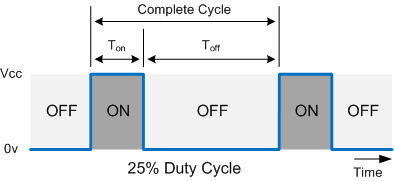 Complete Cycle
Ton Toff
Vcc
OFF ON OFF ON OFF
0v
25% Duty Cycle Time